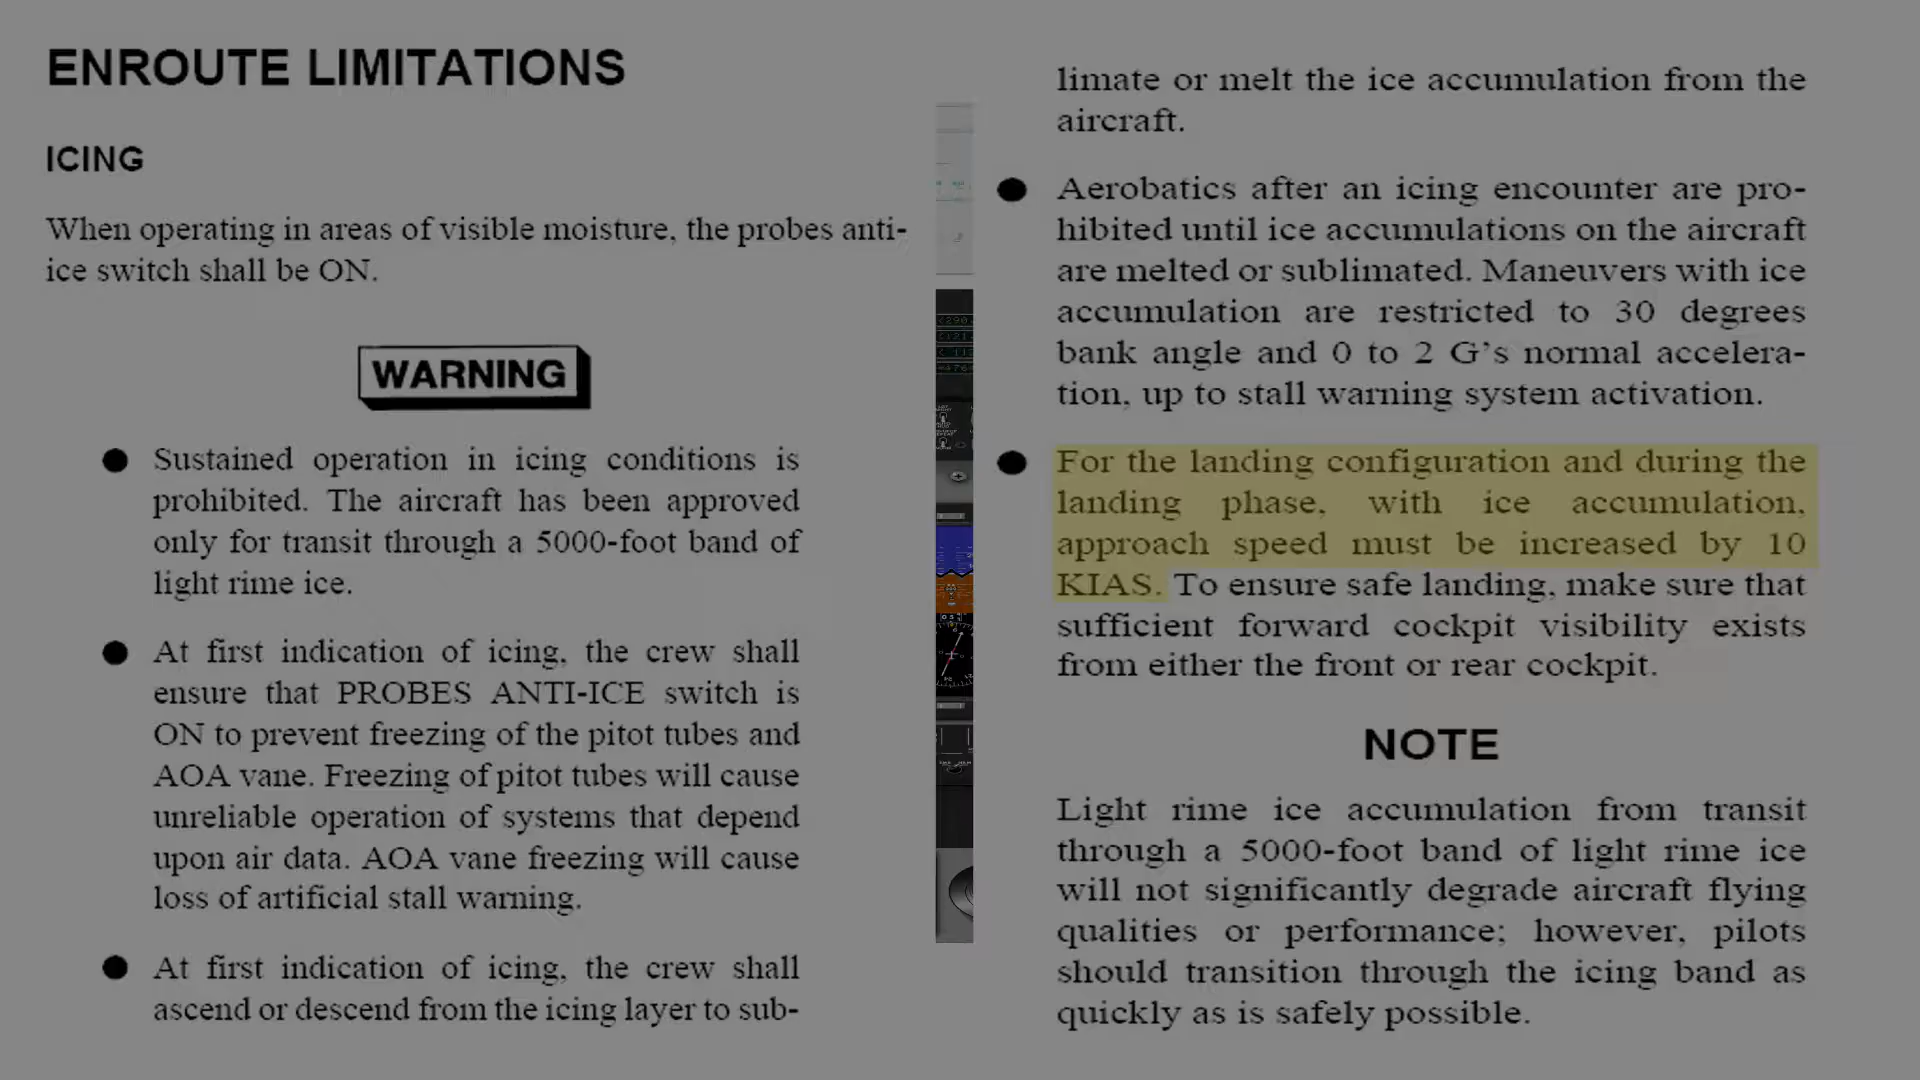 ENROUTE LIMITATIONS
ICING
When operating in areas of visible moisture, the probes anti-
ice switch shall be ON.
WARNING
● Sustained operation in icing conditions is
prohibited. The aircraft has been approved
only for transit through a 5000-foot band of
light rime ice.
● At first indication of icing, the crew shall
ensure that PROBES ANTI-ICE switch is
ON to prevent freezing of the pitot tubes and
AOA vane. Freezing of pitot tubes will cause
unreliable operation of systems that depend
upon air data. AOA vane freezing will cause
loss of artificial stall warning.
● At first indication of icing, the crew shall
ascend or descend from the icing layer to sub-
limate or melt the ice accumulation from the
aircraft.
● Aerobatics after an icing encounter are pro-
hibited until ice accumulations on the aircraft
are melted or sublimated. Maneuvers with ice
accumulation are restricted to 30 degrees
bank angle and 0 to 2 G's normal accelera-
tion, up to stall warning system activation.
● For the landing configuration and during the
landing phase, with ice accumulation,
approach speed must be increased by 10
KIAS. To ensure safe landing, make sure that
sufficient forward cockpit visibility exists
from either the front or rear cockpit.
NOTE
Light rime ice accumulation from transit
through a 5000-foot band of light rime ice
will not significantly degrade aircraft flying
qualities or performance; however, pilots
should transition through the icing band as
quickly as is safely possible.